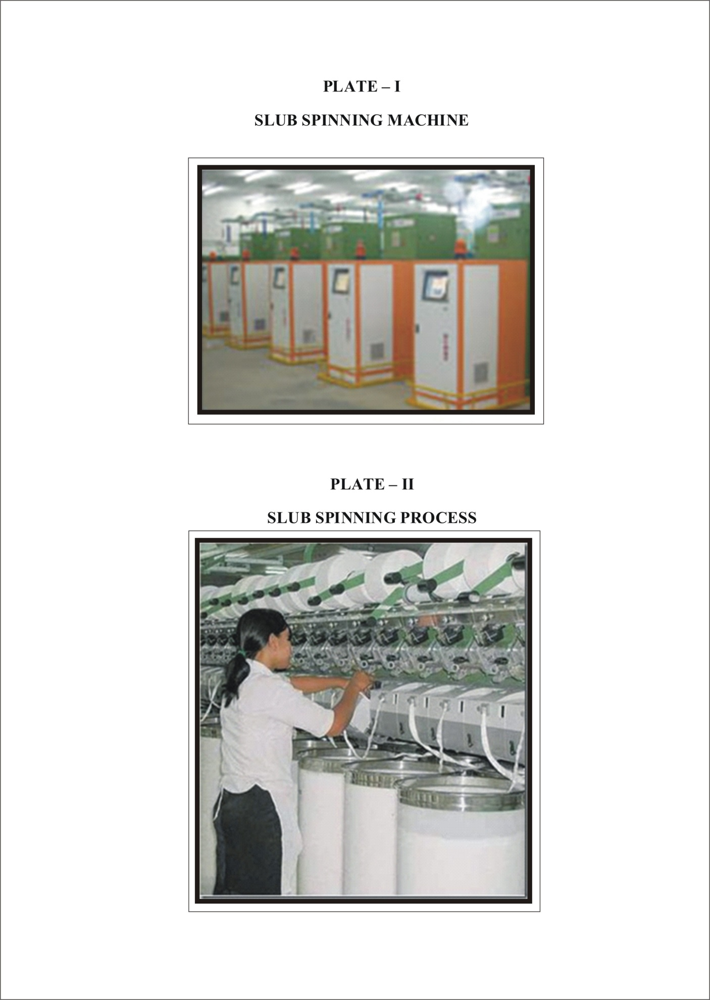 PLATE – I
SLUB SPINNING MACHINE
PLATE – II
SLUB SPINNING PROCESS